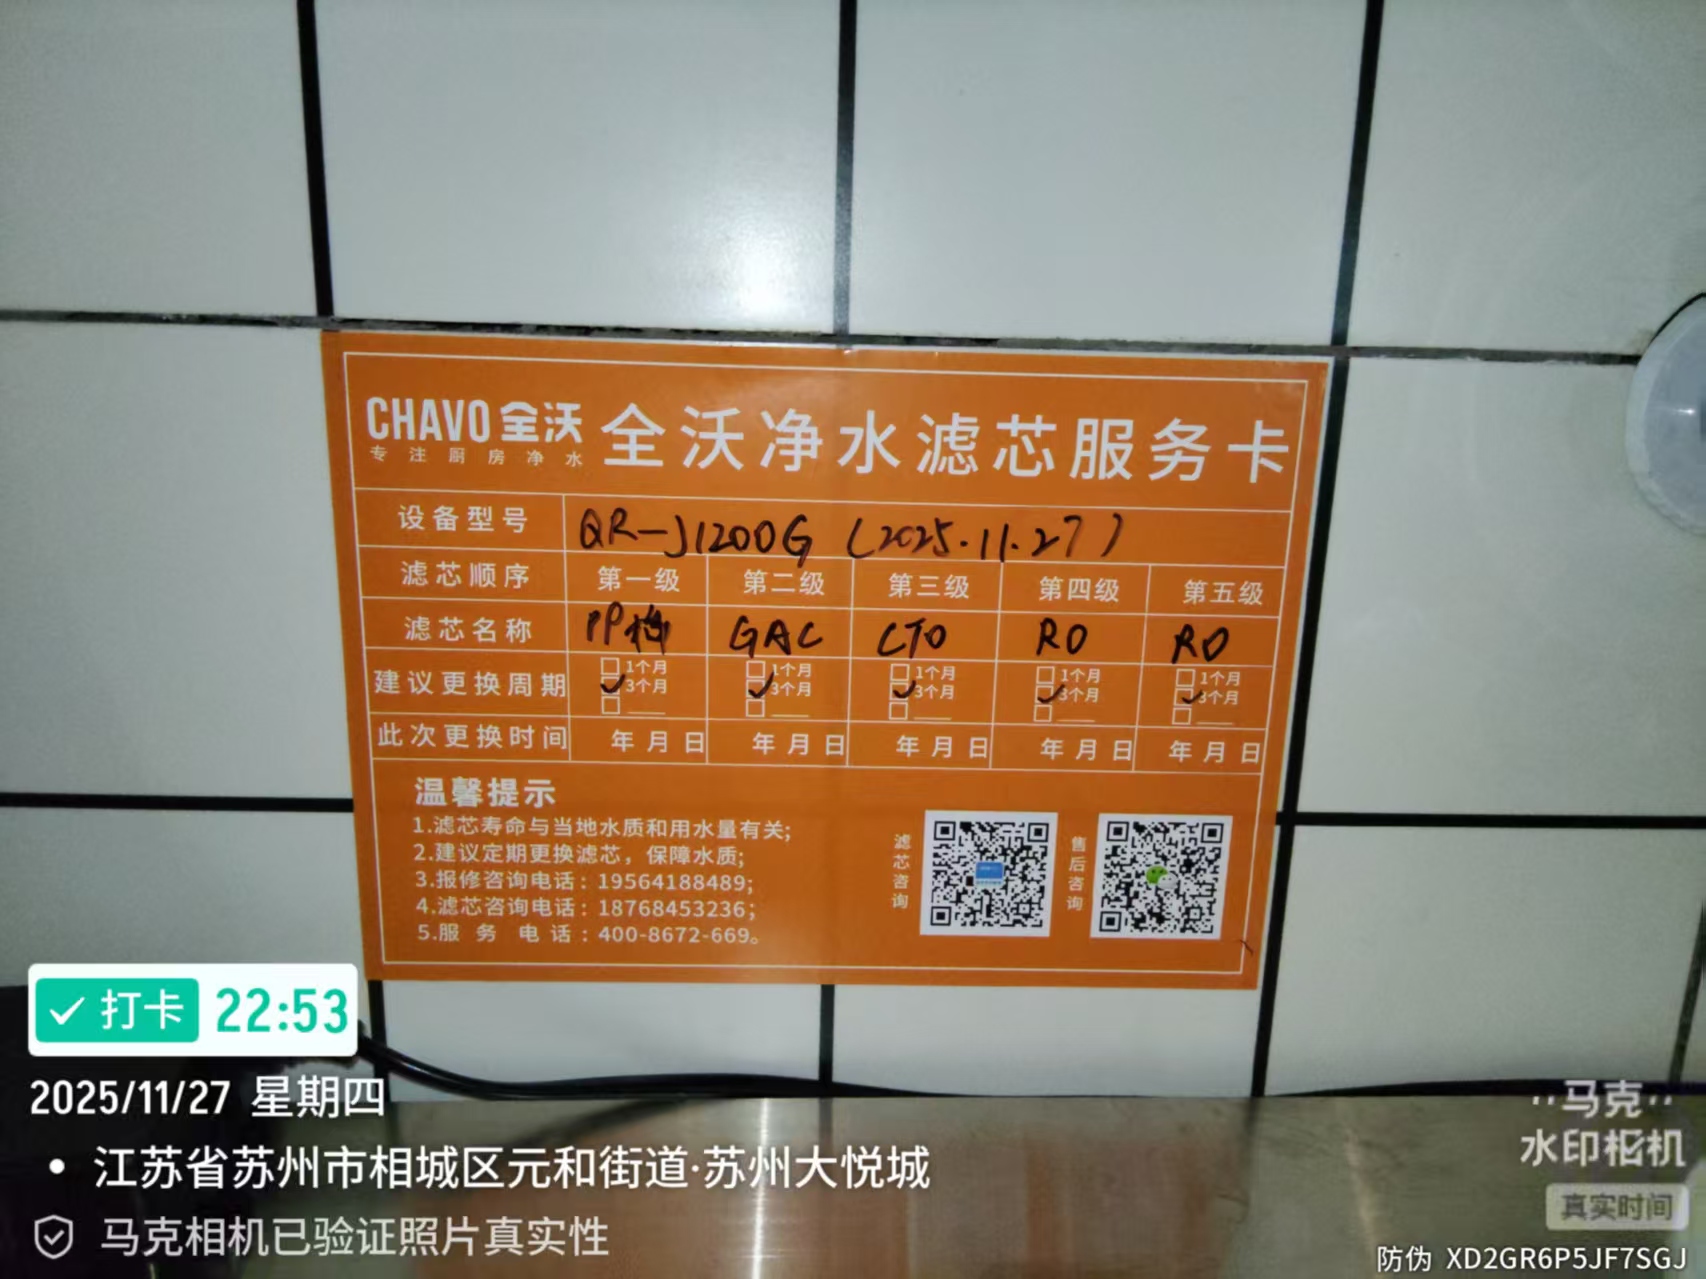 CHAVO 全沃
专注厨房净水
全沃净水滤芯服务卡
设备型号 QR-J1200G (2025.11.27)
滤芯顺序 第一级 第二级 第三级 第四级 第五级
滤芯名称 PP棉 GAC CTO RO RO
建议更换周期
□1个月 □1个月 □1个月 □1个月 □1个月
✓3个月 ✓3个月 ✓3个月 ✓3个月 ✓3个月
□____ □____ □____ □____ □____
此次更换时间 年月日 年月日 年月日 年月日 年月日
温馨提示
1.滤芯寿命与当地水质和用水量有关;
2.建议定期更换滤芯，保障水质;
3.报修咨询电话：19564188489;
4.滤芯咨询电话：18768453236;
5.服务电话：400-8672-669。
滤芯咨询
售后咨询
打卡 22:53
2025/11/27 星期四
江苏省苏州市相城区元和街道·苏州大悦城
马克相机已验证照片真实性
马克
水印相机
真实时间
防伪 XD2GR6P5JF7SGJ